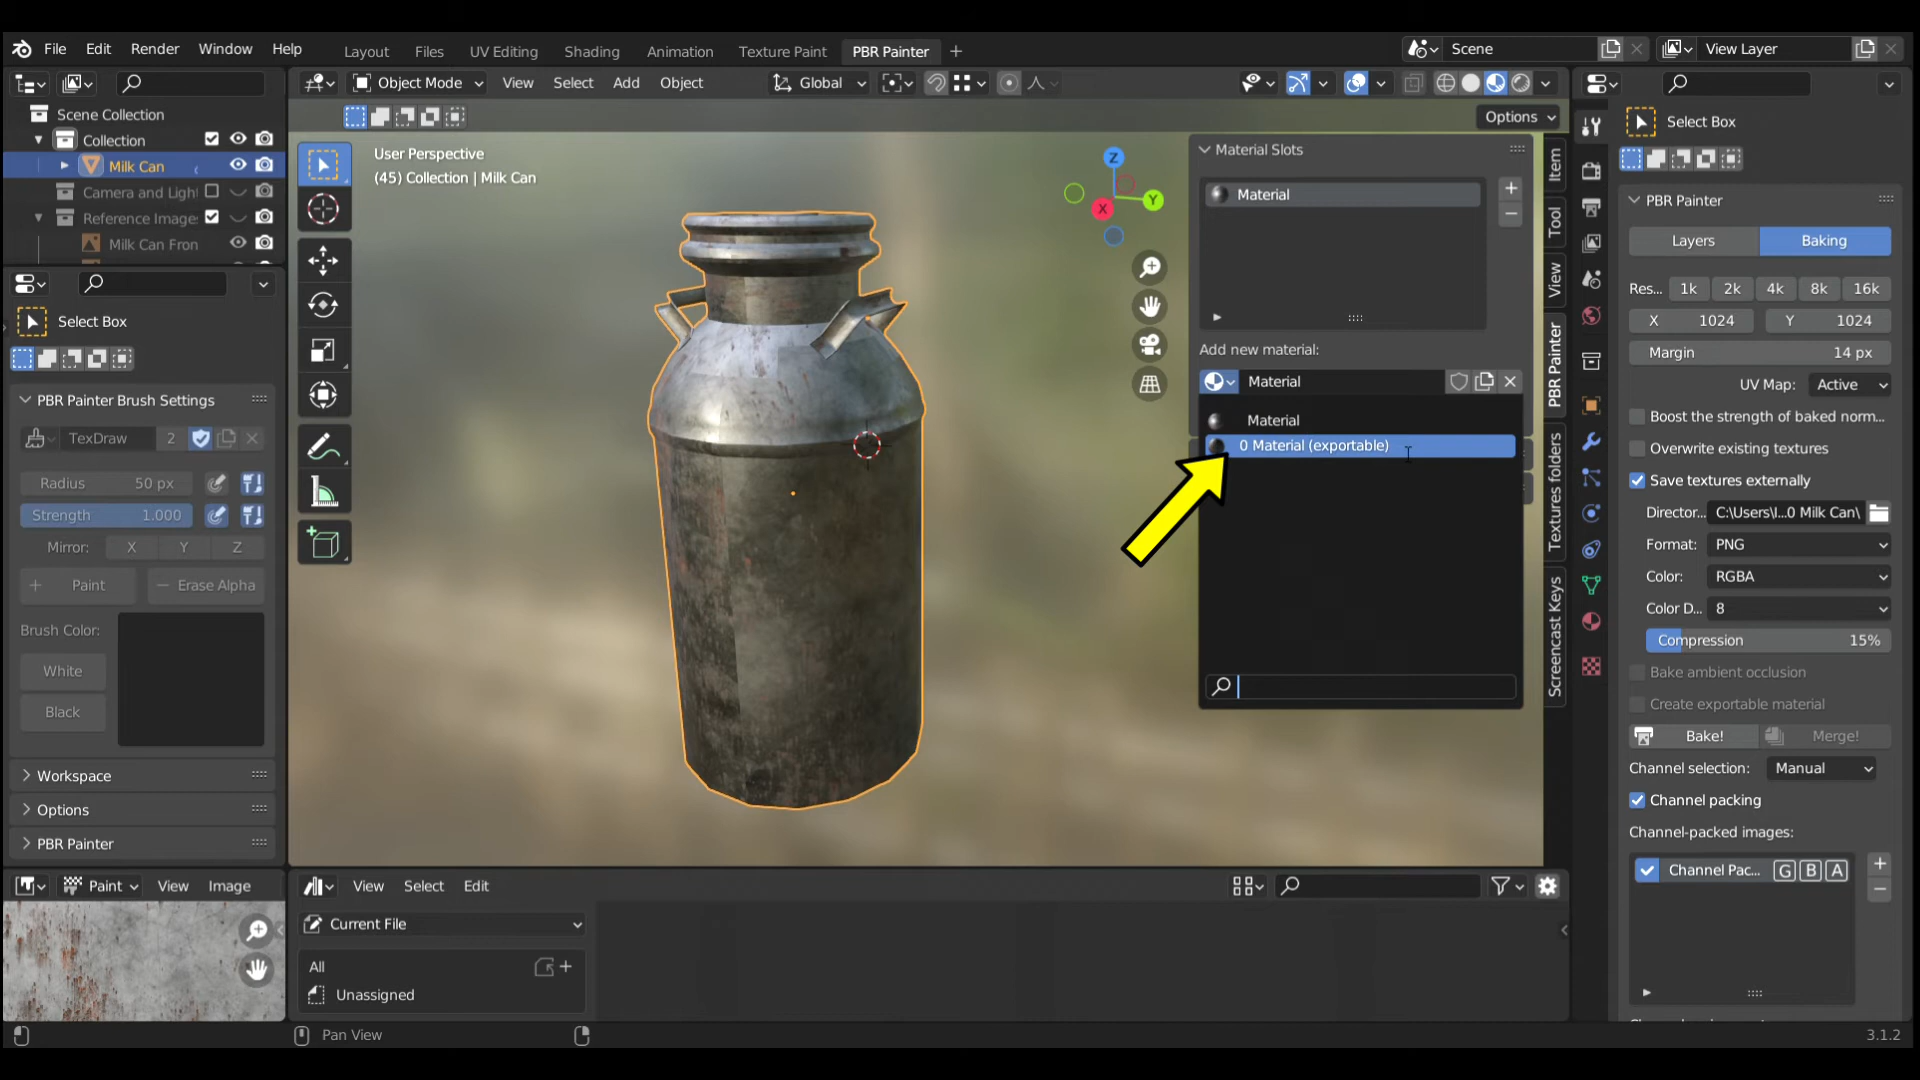 File Edit Render Window Help
Layout Files UV Editing Shading Animation Texture Paint PBR Painter +
Scene
View Layer
Scene Collection
Collection
Milk Can
Camera and Ligh
Reference Image
Milk Can Fron
Select Box
PBR Painter Brush Settings
TexDraw 2
Radius 50 px
Strength 1.000
Mirror: X Y Z
Paint Erase Alpha
Brush Color:
White
Black
Workspace
Options
PBR Painter
Paint View Image
Object Mode View Select Add Object Global
Options
User Perspective
(45) Collection | Milk Can
Z
Y
X
Material Slots
Material
Add new material:
Material
Material
0 Material (exportable)
Item
Tool
View
PBR Painter
Textures folders
Screencast Keys
View Select Edit
Current File
All
Unassigned
Select Box
PBR Painter
Layers Baking
Res... 1k 2k 4k 8k 16k
X 1024 Y 1024
Margin 14 px
UV Map: Active
Boost the strength of baked norm...
Overwrite existing textures
Save textures externally
Director... C:\Users\I...0 Milk Can\
Format: PNG
Color: RGBA
Color D... 8
Compression 15%
Bake ambient occlusion
Create exportable material
Bake! Merge!
Channel selection: Manual
Channel packing
Channel-packed images:
Channel Pac... G B A
Pan View
3.1.2